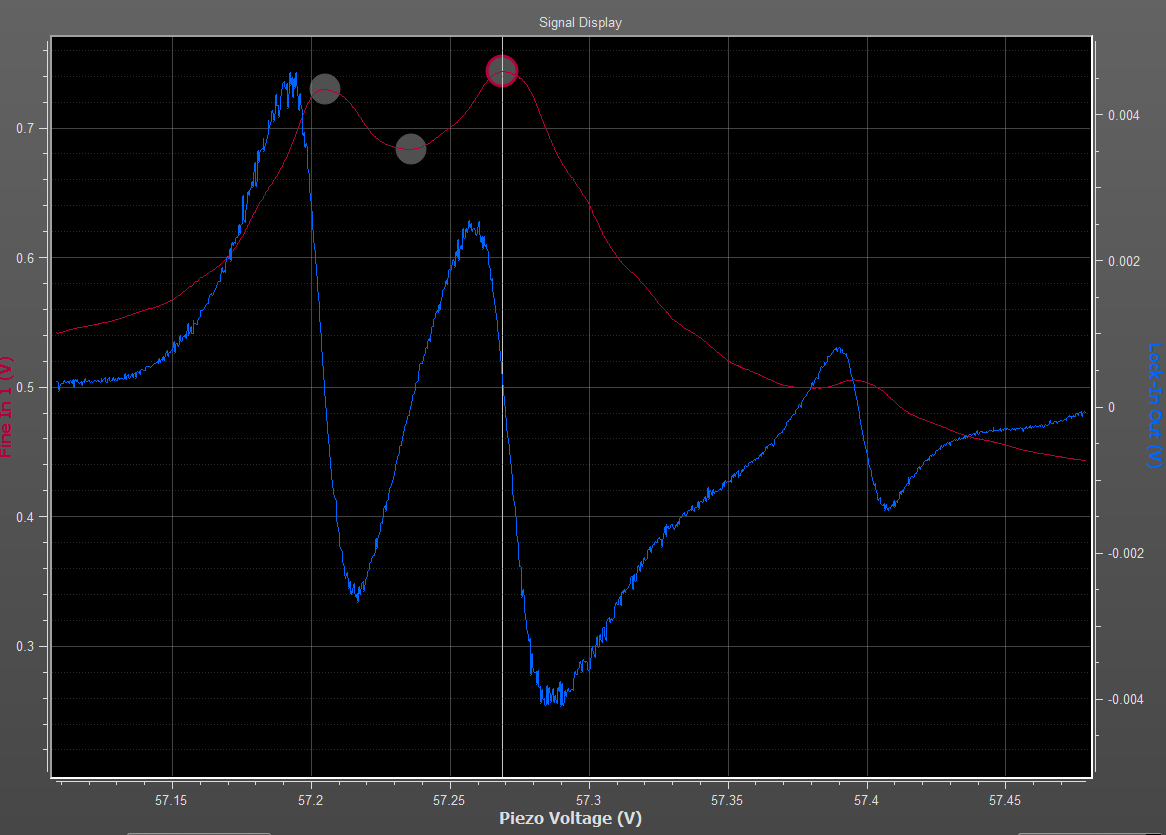 Signal Display
0.7
0.6
0.5
0.4
0.3
Fine In 1 (V)
0.004
0.002
0
-0.002
-0.004
Lock-In Out (V)
57.15 57.2 57.25 57.3 57.35 57.4 57.45
Piezo Voltage (V)